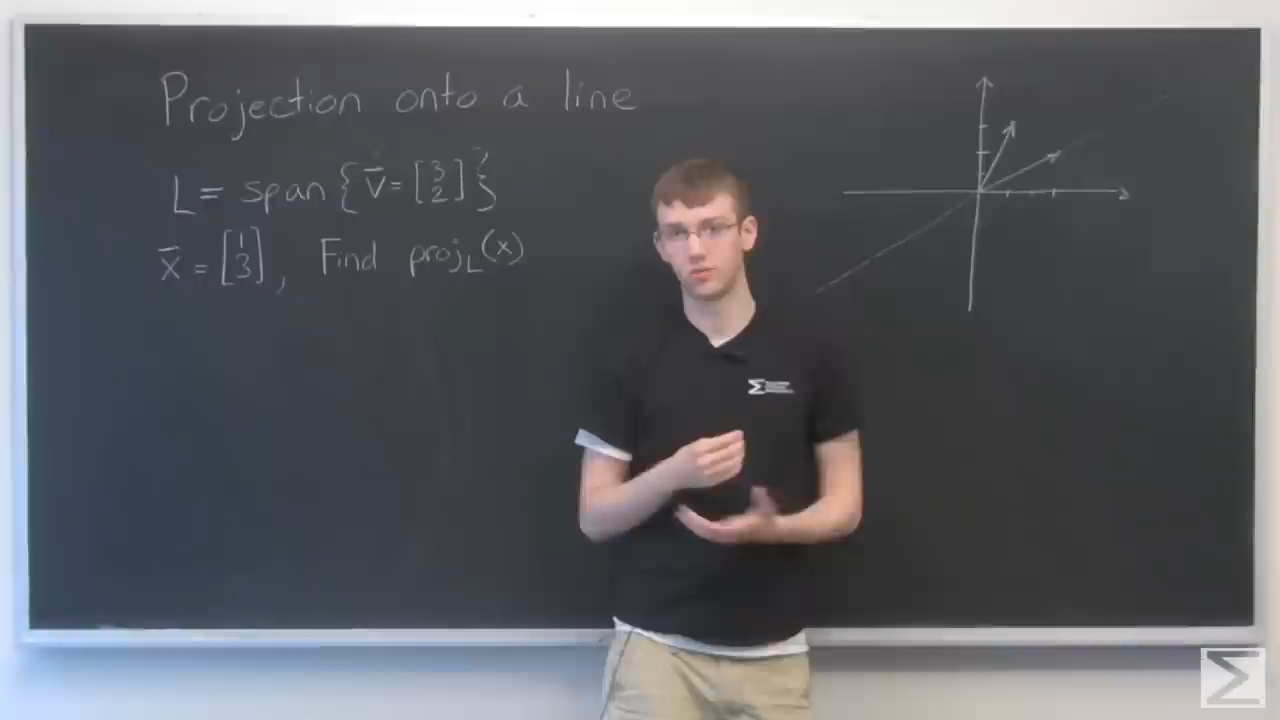 Projection onto a line
L = span { v⃗ = [3 2] }
x⃗ = [1 3], Find proj_L(x)
Σ
Σ